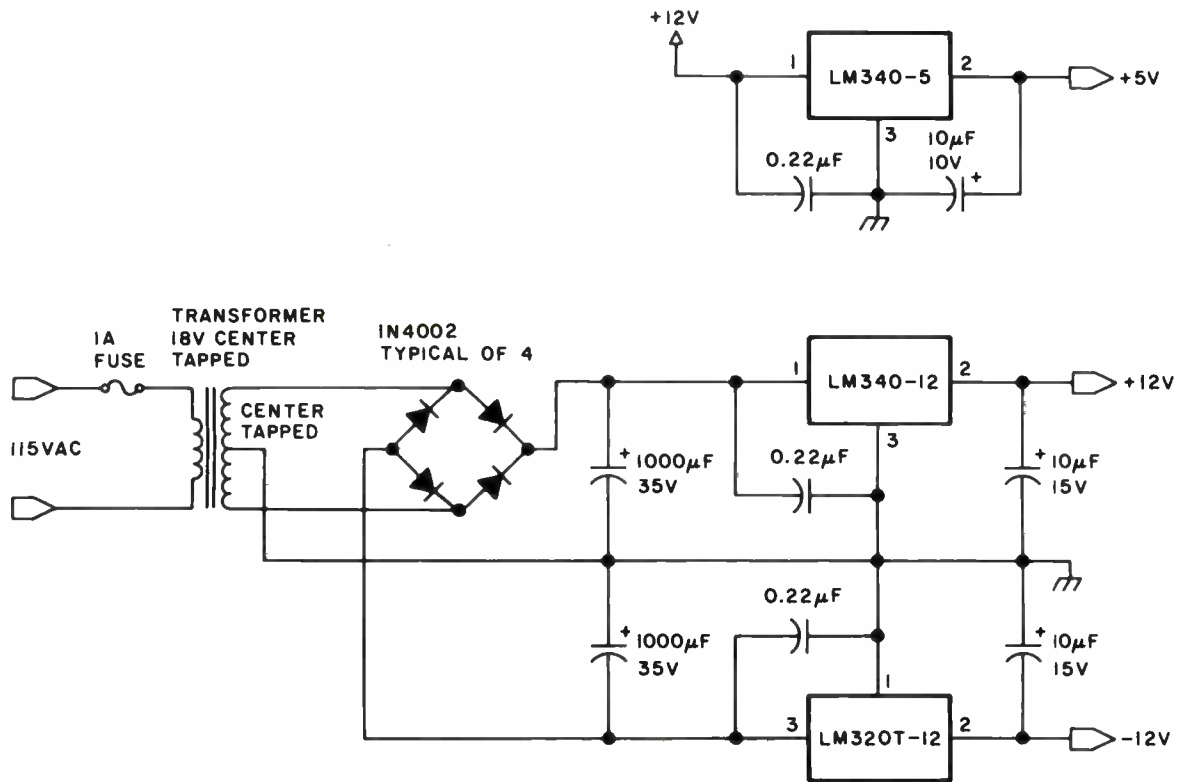 +12V
1
LM340-5
2
+5V
3
0.22µF
10µF
10V
+
1A
FUSE
TRANSFORMER
18V CENTER
TAPPED
1N4002
TYPICAL OF 4
CENTER
TAPPED
115VAC
1
LM340-12
2
+12V
3
+
1000µF
35V
0.22µF
+
10µF
15V
0.22µF
+
1000µF
35V
+
10µF
15V
1
3
LM320T-12
2
-12V